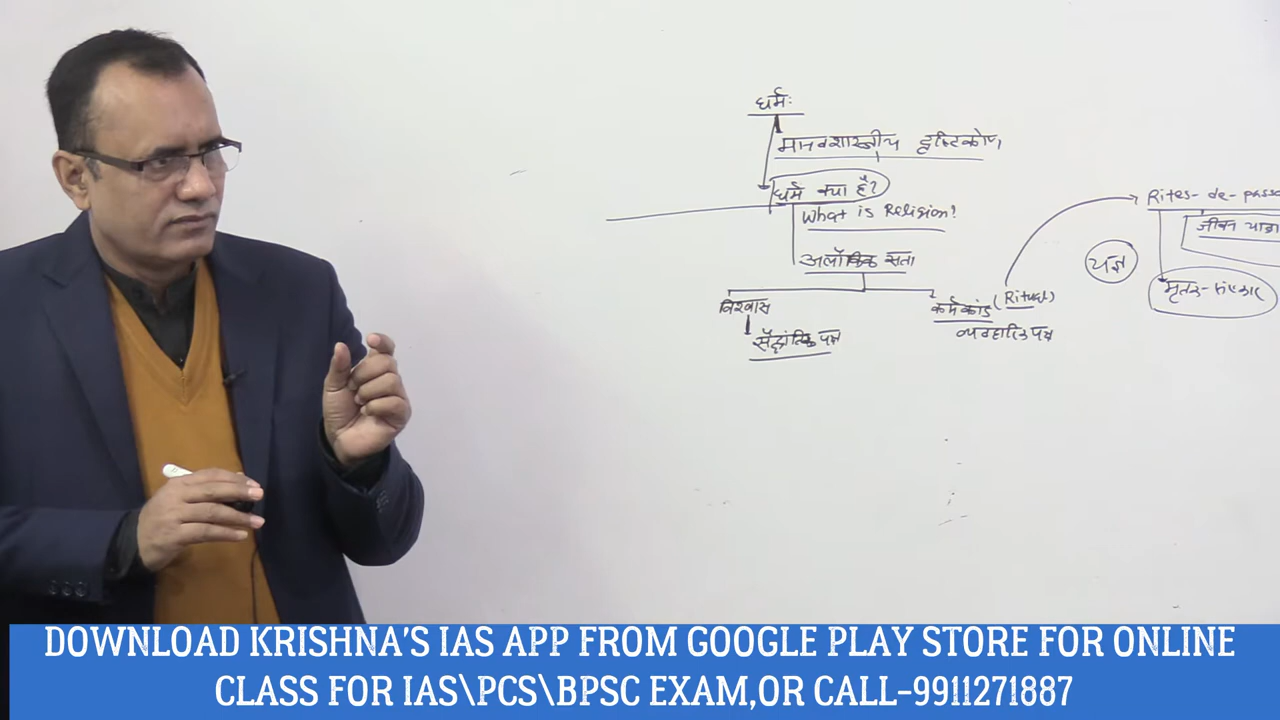 धर्म:
मानवशास्त्रीय दृष्टिकोण
धर्म क्या है?
What is Religion?
अलौकिक सत्ता
विश्वास
सैद्धांतिक पक्ष
कर्मकांड (Ritual)
व्यवहारिक पक्ष
Rites-de-passa
जीवन यात्रा
यज्ञ
मृतक-संस्कार
DOWNLOAD KRISHNA'S IAS APP FROM GOOGLE PLAY STORE FOR ONLINE
CLASS FOR IAS\PCS\BPSC EXAM,OR CALL-9911271887